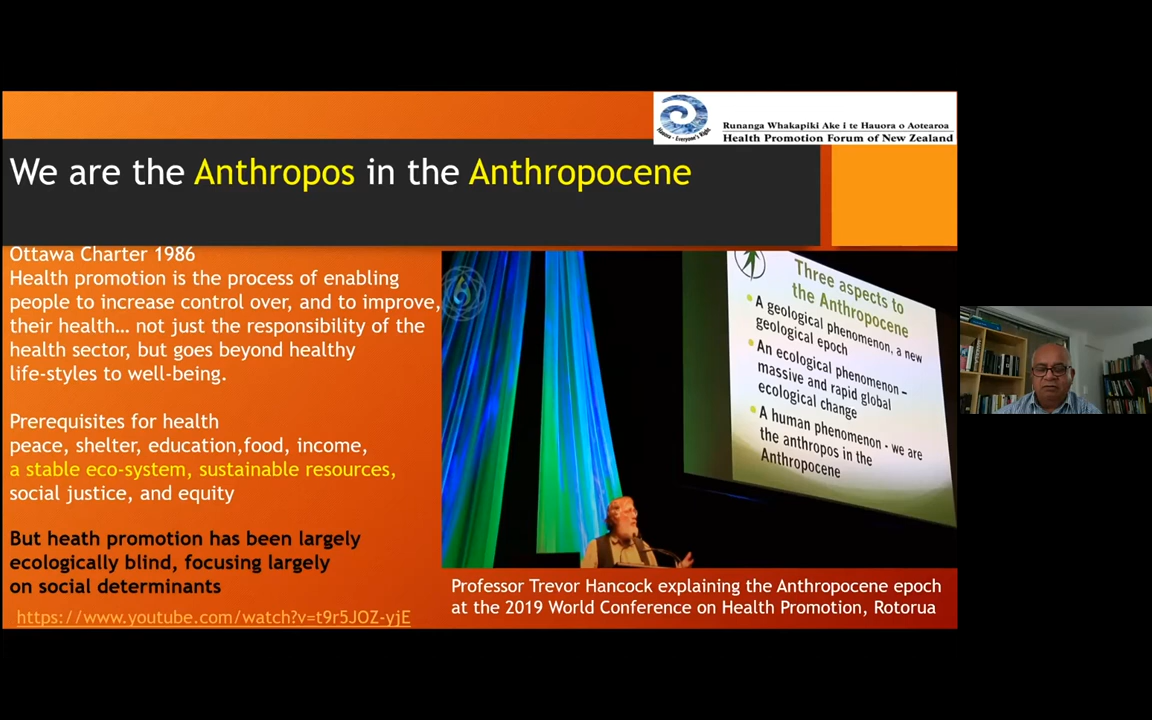 Hauora - Everyone's Right
Runanga Whakapiki Ake i te Hauora o Aotearoa
Health Promotion Forum of New Zealand
We are the Anthropos in the Anthropocene
Ottawa Charter 1986
Health promotion is the process of enabling
people to increase control over, and to improve,
their health… not just the responsibility of the
health sector, but goes beyond healthy
life-styles to well-being.
Prerequisites for health
peace, shelter, education,food, income,
a stable eco-system, sustainable resources,
social justice, and equity
But heath promotion has been largely
ecologically blind, focusing largely
on social determinants
https://www.youtube.com/watch?v=t9r5JOZ-yjE
Three aspects to
the Anthropocene
• A geological phenomenon, a new
geological epoch
• An ecological phenomenon –
massive and rapid global
ecological change
• A human phenomenon - we are
the anthropos in the
Anthropocene
Professor Trevor Hancock explaining the Anthropocene epoch
at the 2019 World Conference on Health Promotion, Rotorua